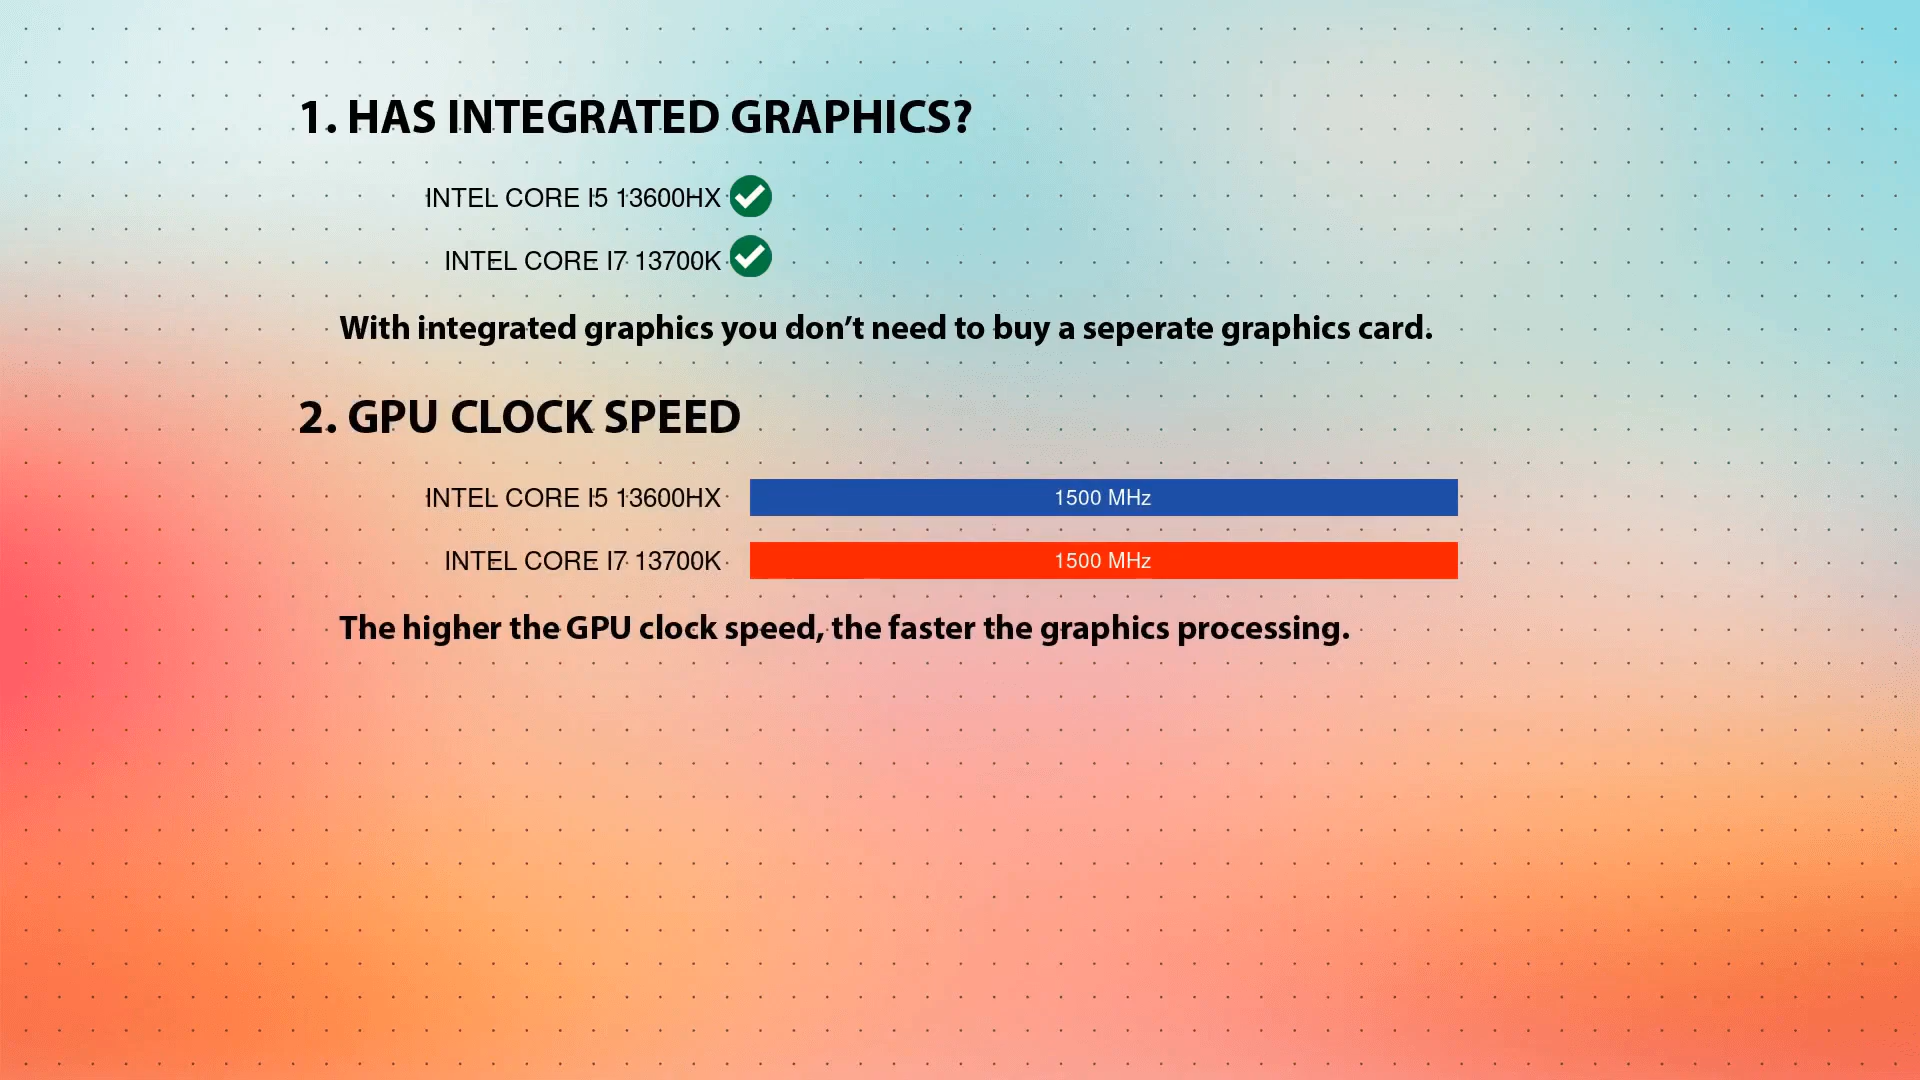 1. HAS INTEGRATED GRAPHICS?
INTEL CORE I5 13600HX
INTEL CORE I7 13700K
With integrated graphics you don’t need to buy a seperate graphics card.
2. GPU CLOCK SPEED
INTEL CORE I5 13600HX 1500 MHz
INTEL CORE I7 13700K 1500 MHz
The higher the GPU clock speed, the faster the graphics processing.